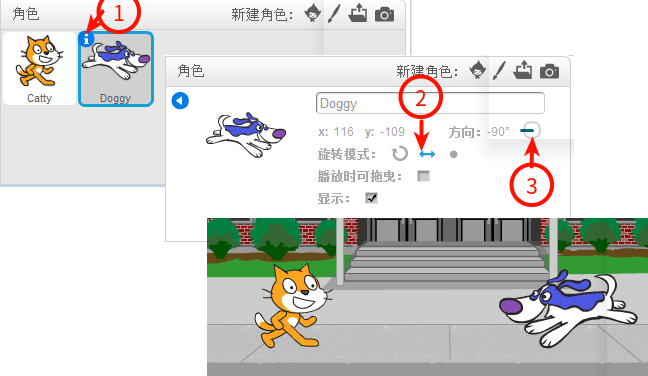 角色
新建角色：
1
i
Catty
Doggy
角色
新建角色：
Doggy
2
x: 116 y: -109 方向: -90°
旋转模式：
3
播放时可拖曳：
显示：